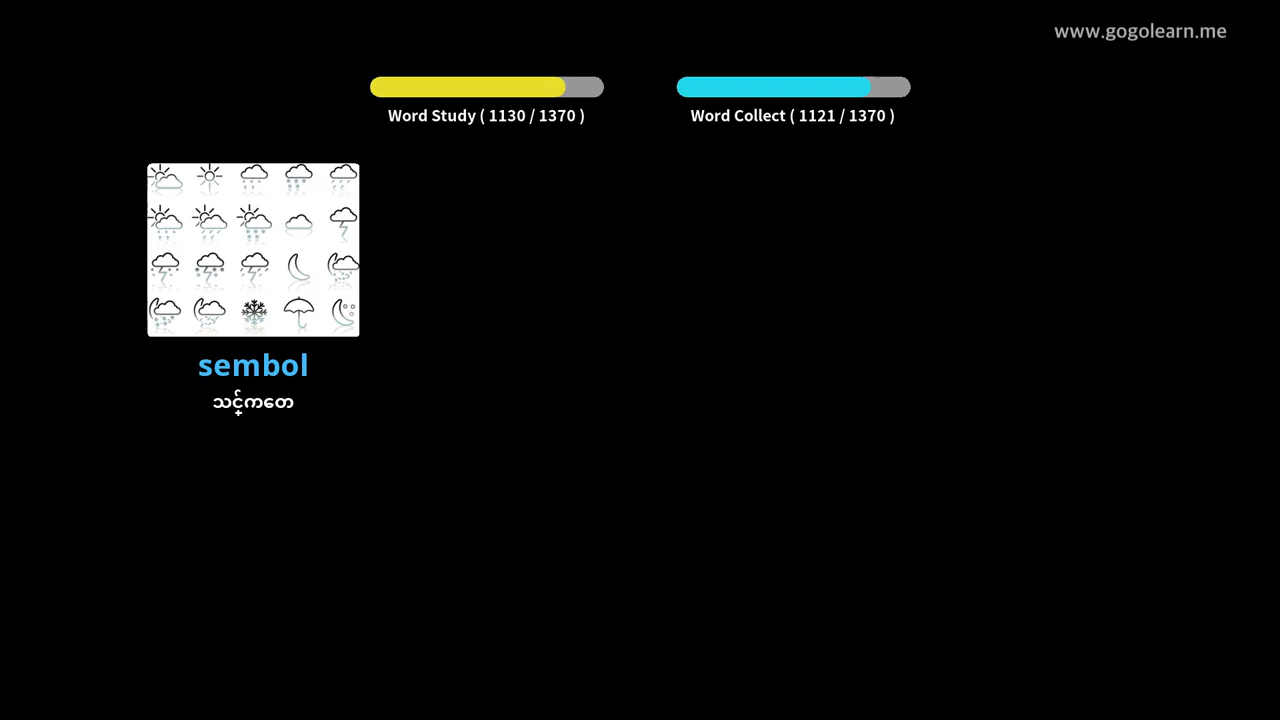 www.gogolearn.me
Word Study ( 1130 / 1370 )
Word Collect ( 1121 / 1370 )
sembol
သင်္ကေတ